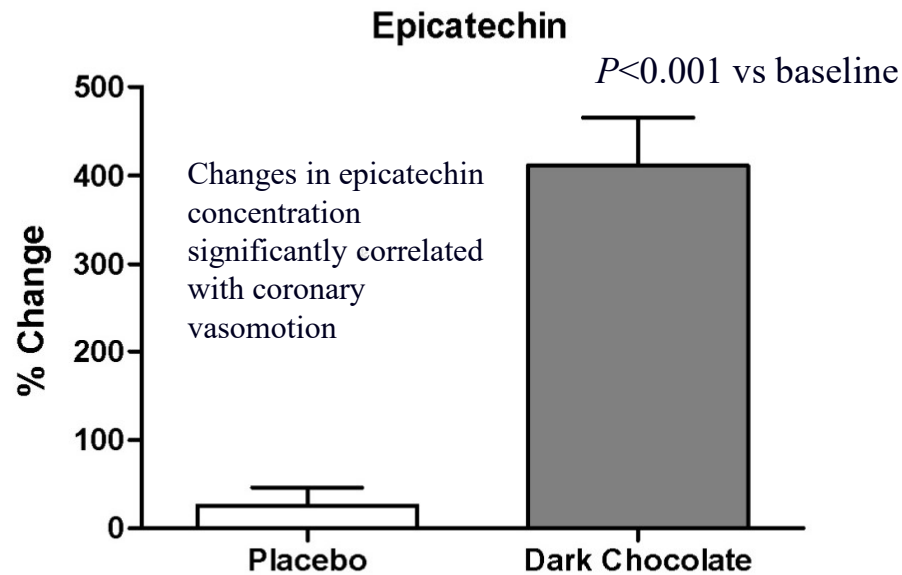 Epicatechin
P<0.001 vs baseline
500
400
300
200
100
0
% Change
Changes in epicatechin
concentration
significantly correlated
with coronary
vasomotion
Placebo
Dark Chocolate